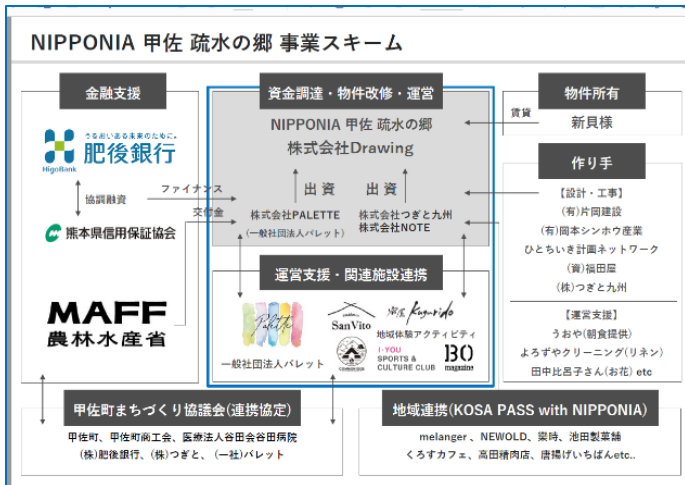 NIPPONIA 甲佐 疏水の郷 事業スキーム
金融支援
うるおいある未来のために。
HigoBank
肥後銀行
協調融資
熊本県信用保証協会
MAFF
農林水産省
ファイナンス
交付金
資金調達・物件改修・運営
NIPPONIA 甲佐 疏水の郷
株式会社Drawing
出資
出資
株式会社PALETTE
(一般社団法人パレット)
株式会社つぎと九州
株式会社NOTE
運営支援・関連施設連携
Palette
一般社団法人パレット
SanVito
Kugurido
地域体験アクティビティ
i-YOU
SPORTS &
CULTURE CLUB
BO
magazine
物件所有
賃貸
新貝様
作り手
【設計・工事】
(有)片岡建設
(有)岡本シンホウ産業
ひとちいき計画ネットワーク
(資)福田屋
(株)つぎと九州
【運営支援】
うおや(朝食提供)
よろずやクリーニング(リネン)
田中比呂子さん(お花) etc
甲佐町まちづくり協議会(連携協定)
甲佐町、甲佐町商工会、医療法人谷田会谷田病院
(株)肥後銀行、(株)つぎと、(一社)パレット
地域連携(KOSA PASS with NIPPONIA)
melanger 、NEWOLD、楽時、池田製菓舗
くろすカフェ、高田精肉店、唐揚げいちばんetc..